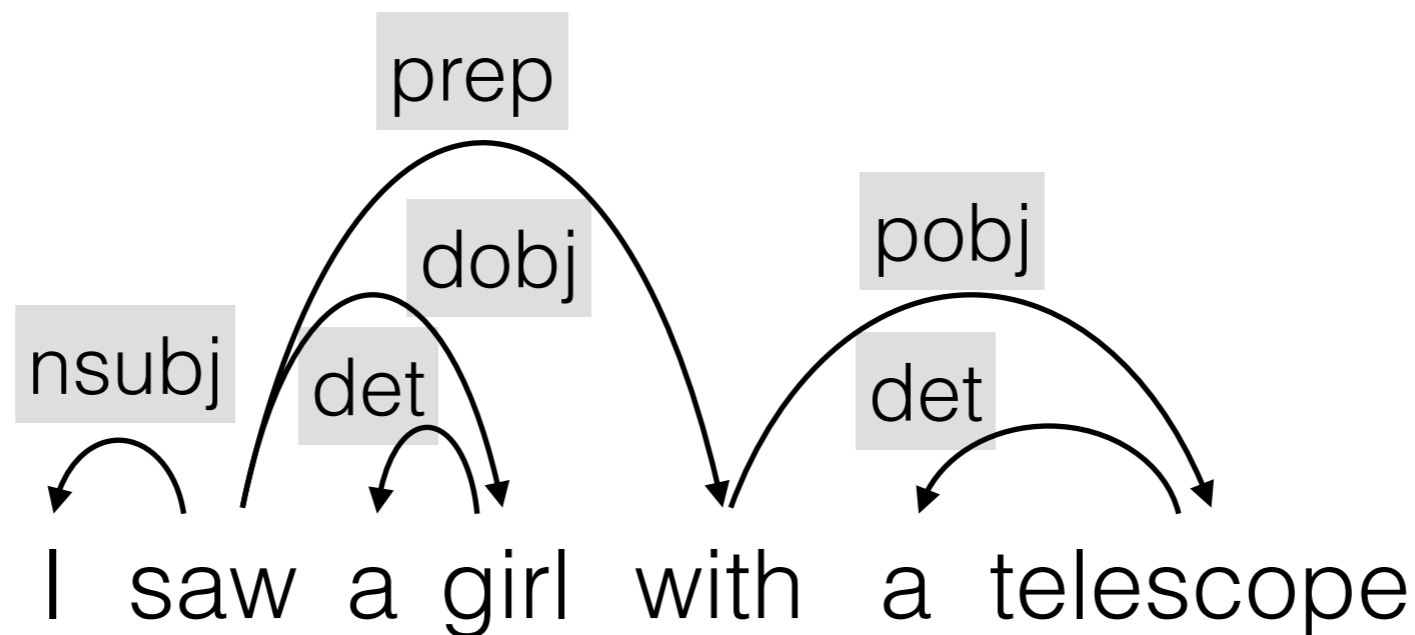 prep
dobj
pobj
nsubj
det
det
I saw a girl with a telescope